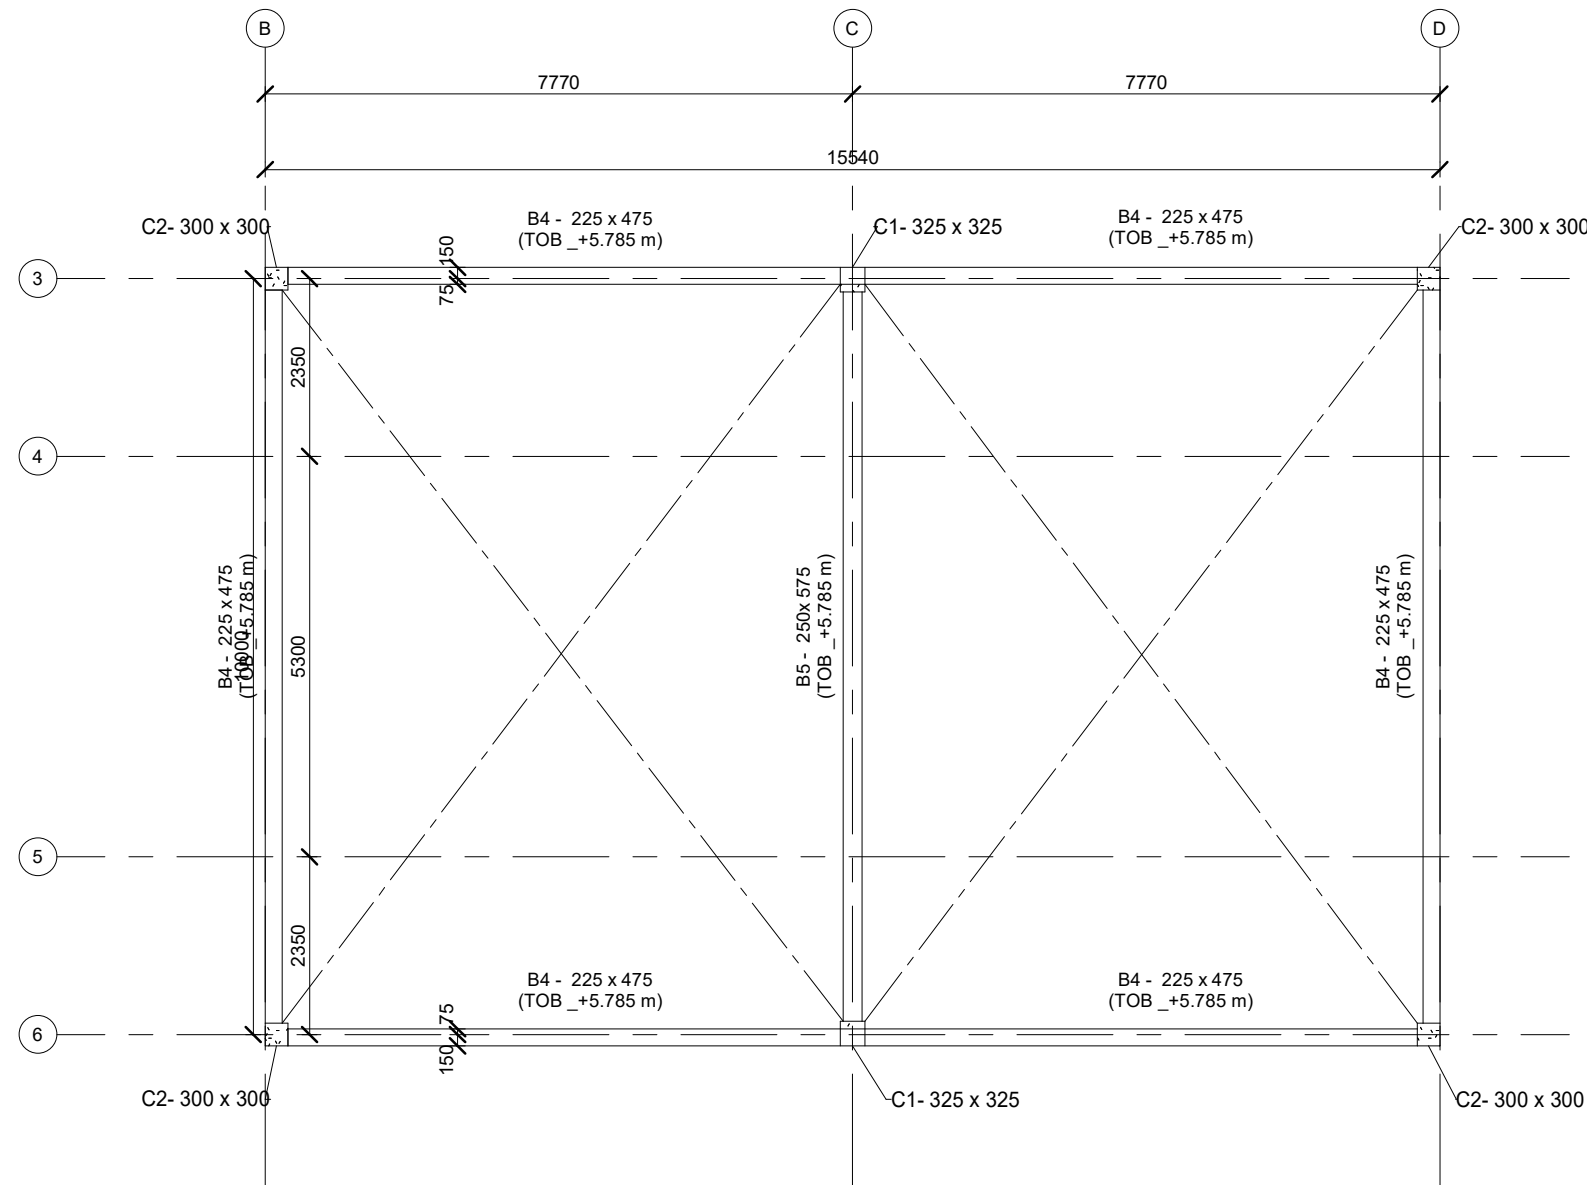 B
C
D
7770
7770
15540
B4 - 225 x 475
(TOB _+5.785 m)
B4 - 225 x 475
(TOB _+5.785 m)
C2- 300 x 300
C1- 325 x 325
C2- 300 x 300
150
75
3
2350
4
B4 - 225 x 475
(TOB _+5.785 m)
10000
5300
B5 - 250x 575
(TOB _+5.785 m)
B4 - 225 x 475
(TOB _+5.785 m)
5
2350
B4 - 225 x 475
(TOB _+5.785 m)
B4 - 225 x 475
(TOB _+5.785 m)
75
150
6
C2- 300 x 300
C1- 325 x 325
C2- 300 x 300